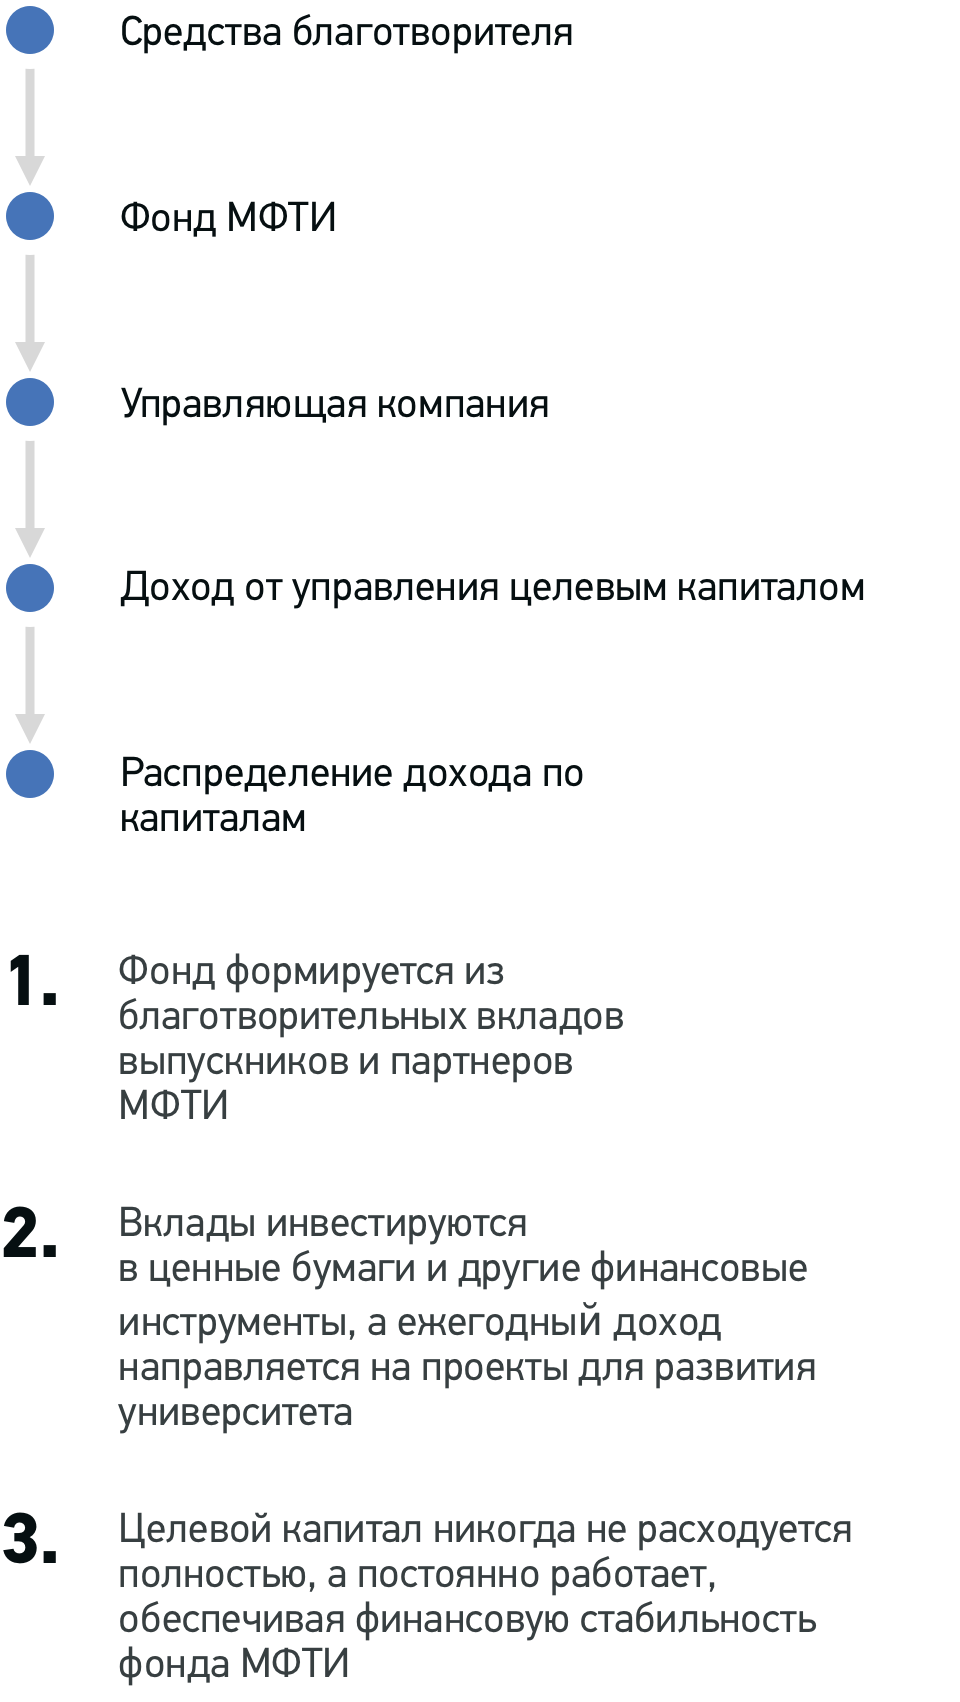 Средства благотворителя
Фонд МФТИ
Управляющая компания
Доход от управления целевым капиталом
Распределение дохода по
капиталам
1. Фонд формируется из
благотворительных вкладов
выпускников и партнеров
МФТИ
2. Вклады инвестируются
в ценные бумаги и другие финансовые
инструменты, а ежегодный доход
направляется на проекты для развития
университета
3. Целевой капитал никогда не расходуется
полностью, а постоянно работает,
обеспечивая финансовую стабильность
фонда МФТИ